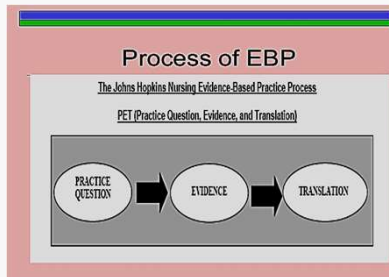 Process of EBP
The Johns Hopkins Nursing Evidence-Based Practice Process
PET (Practice Question, Evidence, and Translation)
PRACTICE
QUESTION
EVIDENCE
TRANSLATION